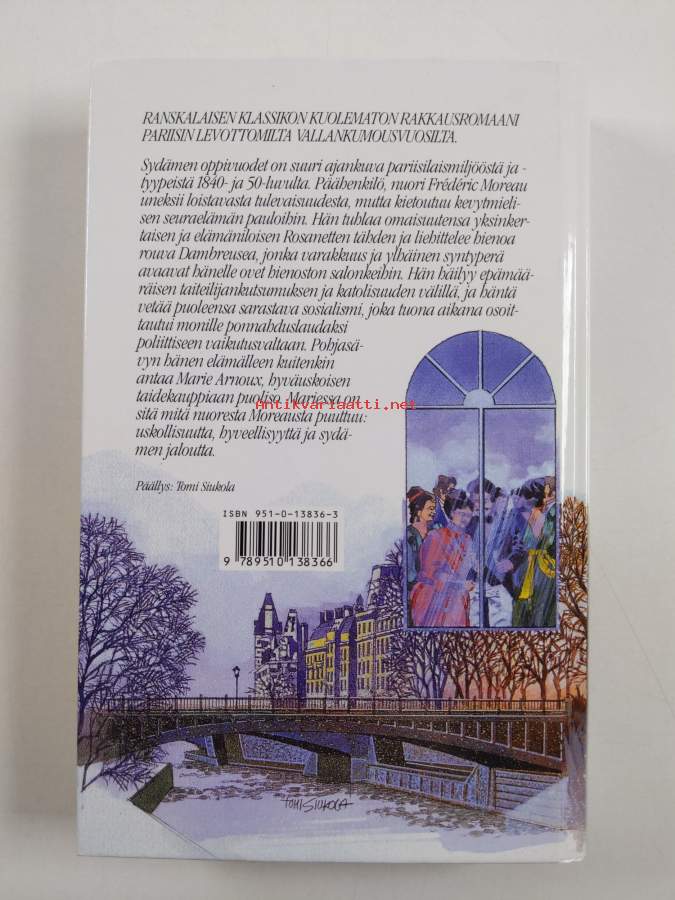 RANSKALAISEN KLASSIKON KUOLEMATON RAKKAUSROMAANI
PARIISIN LEVOTTOMILTA VALLANKUMOUSVUOSILTA.
Sydämen oppivuodet on suuri ajankuva pariisilaismiljööstä ja -
tyypeistä 1840- ja 50-luvulta. Päähenkilö, nuori Frédéric Moreau
uneksii loistavasta tulevaisuudesta, mutta kietoutuu kevytmieli-
sen seuraelämän pauloihin. Hän tuhlaa omaisuutensa yksinker-
taisen ja elämäniloisen Rosanetten tähden ja liehittelee hienoa
rouva Dambreusea, jonka varakkuus ja ylhäinen syntyperä
avaavat hänelle ovet hienoston salonkeihin. Hän häilyy epämää-
räisen taiteilijankutsumuksen ja katolisuuden välillä, ja häntä
vetää puoleensa sarastava sosialismi, joka tuona aikana osoit-
tautui monille ponnahduslaudaksi
poliittiseen vaikutusvaltaan. Pohjasä-
vyn hänen elämälleen kuitenkin
antaa Marie Arnoux, hyväuskoisen
taidekauppiaan puoliso. Mariessa on
sitä mitä nuoresta Moreausta puuttuu:
uskollisuutta, hyveellisyyttä ja sydä-
men jaloutta.
Antikvariaatti.net
Päällys: Tomi Siukola
ISBN 951-0-13836-3
9 789510 138366
TOMI SIUKOLA